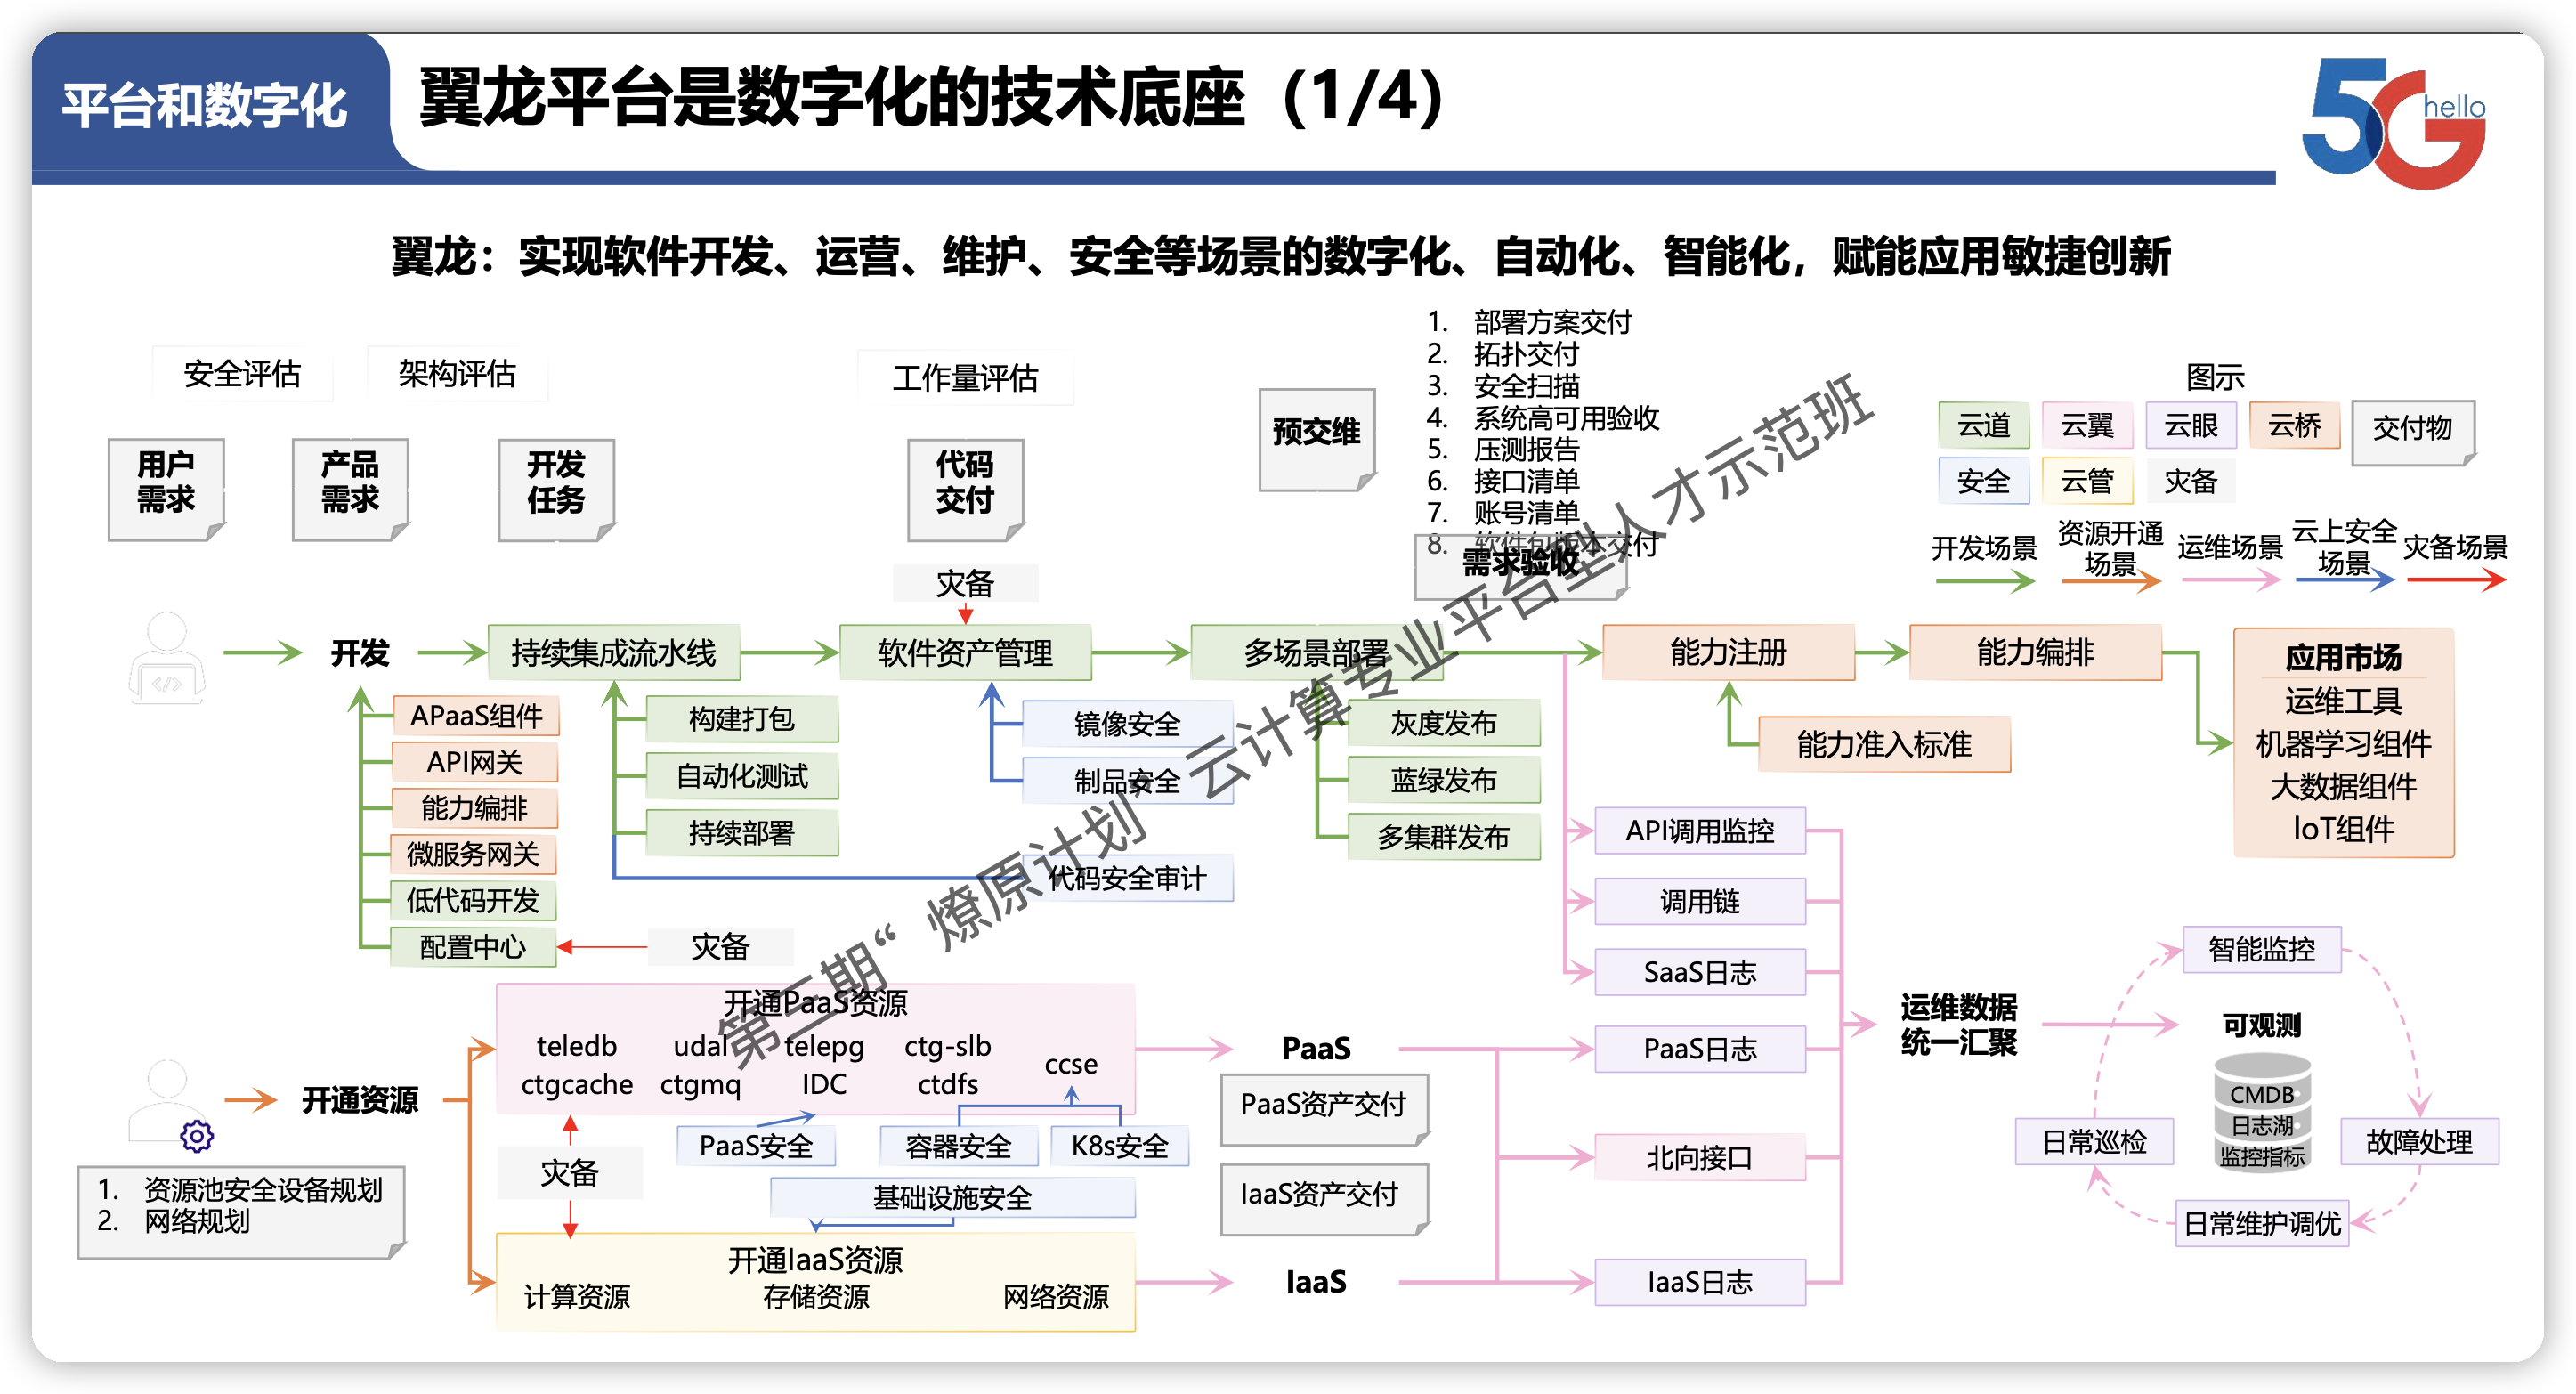 平台和数字化
翼龙平台是数字化的技术底座（1/4）
5G
hello
翼龙：实现软件开发、运营、维护、安全等场景的数字化、自动化、智能化，赋能应用敏捷创新
安全评估
架构评估
工作量评估
用户
需求
产品
需求
开发
任务
代码
交付
预交维
1. 部署方案交付
2. 拓扑交付
3. 安全扫描
4. 系统高可用验收
5. 压测报告
6. 接口清单
7. 账号清单
8. 软件包版本交付
需求验收
图示
云道
云翼
云眼
云桥
交付物
安全
云管
灾备
开发场景
资源开通
场景
运维场景
云上安全
场景
灾备场景
灾备
开发
持续集成流水线
软件资产管理
多场景部署
能力注册
能力编排
应用市场
运维工具
机器学习组件
大数据组件
IoT组件
能力准入标准
APaaS组件
API网关
能力编排
微服务网关
低代码开发
配置中心
灾备
构建打包
自动化测试
持续部署
镜像安全
制品安全
代码安全审计
灰度发布
蓝绿发布
多集群发布
API调用监控
调用链
SaaS日志
PaaS日志
北向接口
IaaS日志
开通资源
1. 资源池安全设备规划
2. 网络规划
开通PaaS资源
teledb udal telepg ctg-slb
ccse
ctgcache ctgmq IDC ctdfs
灾备
PaaS安全
容器安全
K8s安全
基础设施安全
开通IaaS资源
计算资源 存储资源 网络资源
PaaS
PaaS资产交付
IaaS资产交付
IaaS
运维数据
统一汇聚
智能监控
可观测
CMDB
日志湖
监控指标
日常巡检
故障处理
日常维护调优
第三期“燎原计划”云计算专业平台型人才示范班